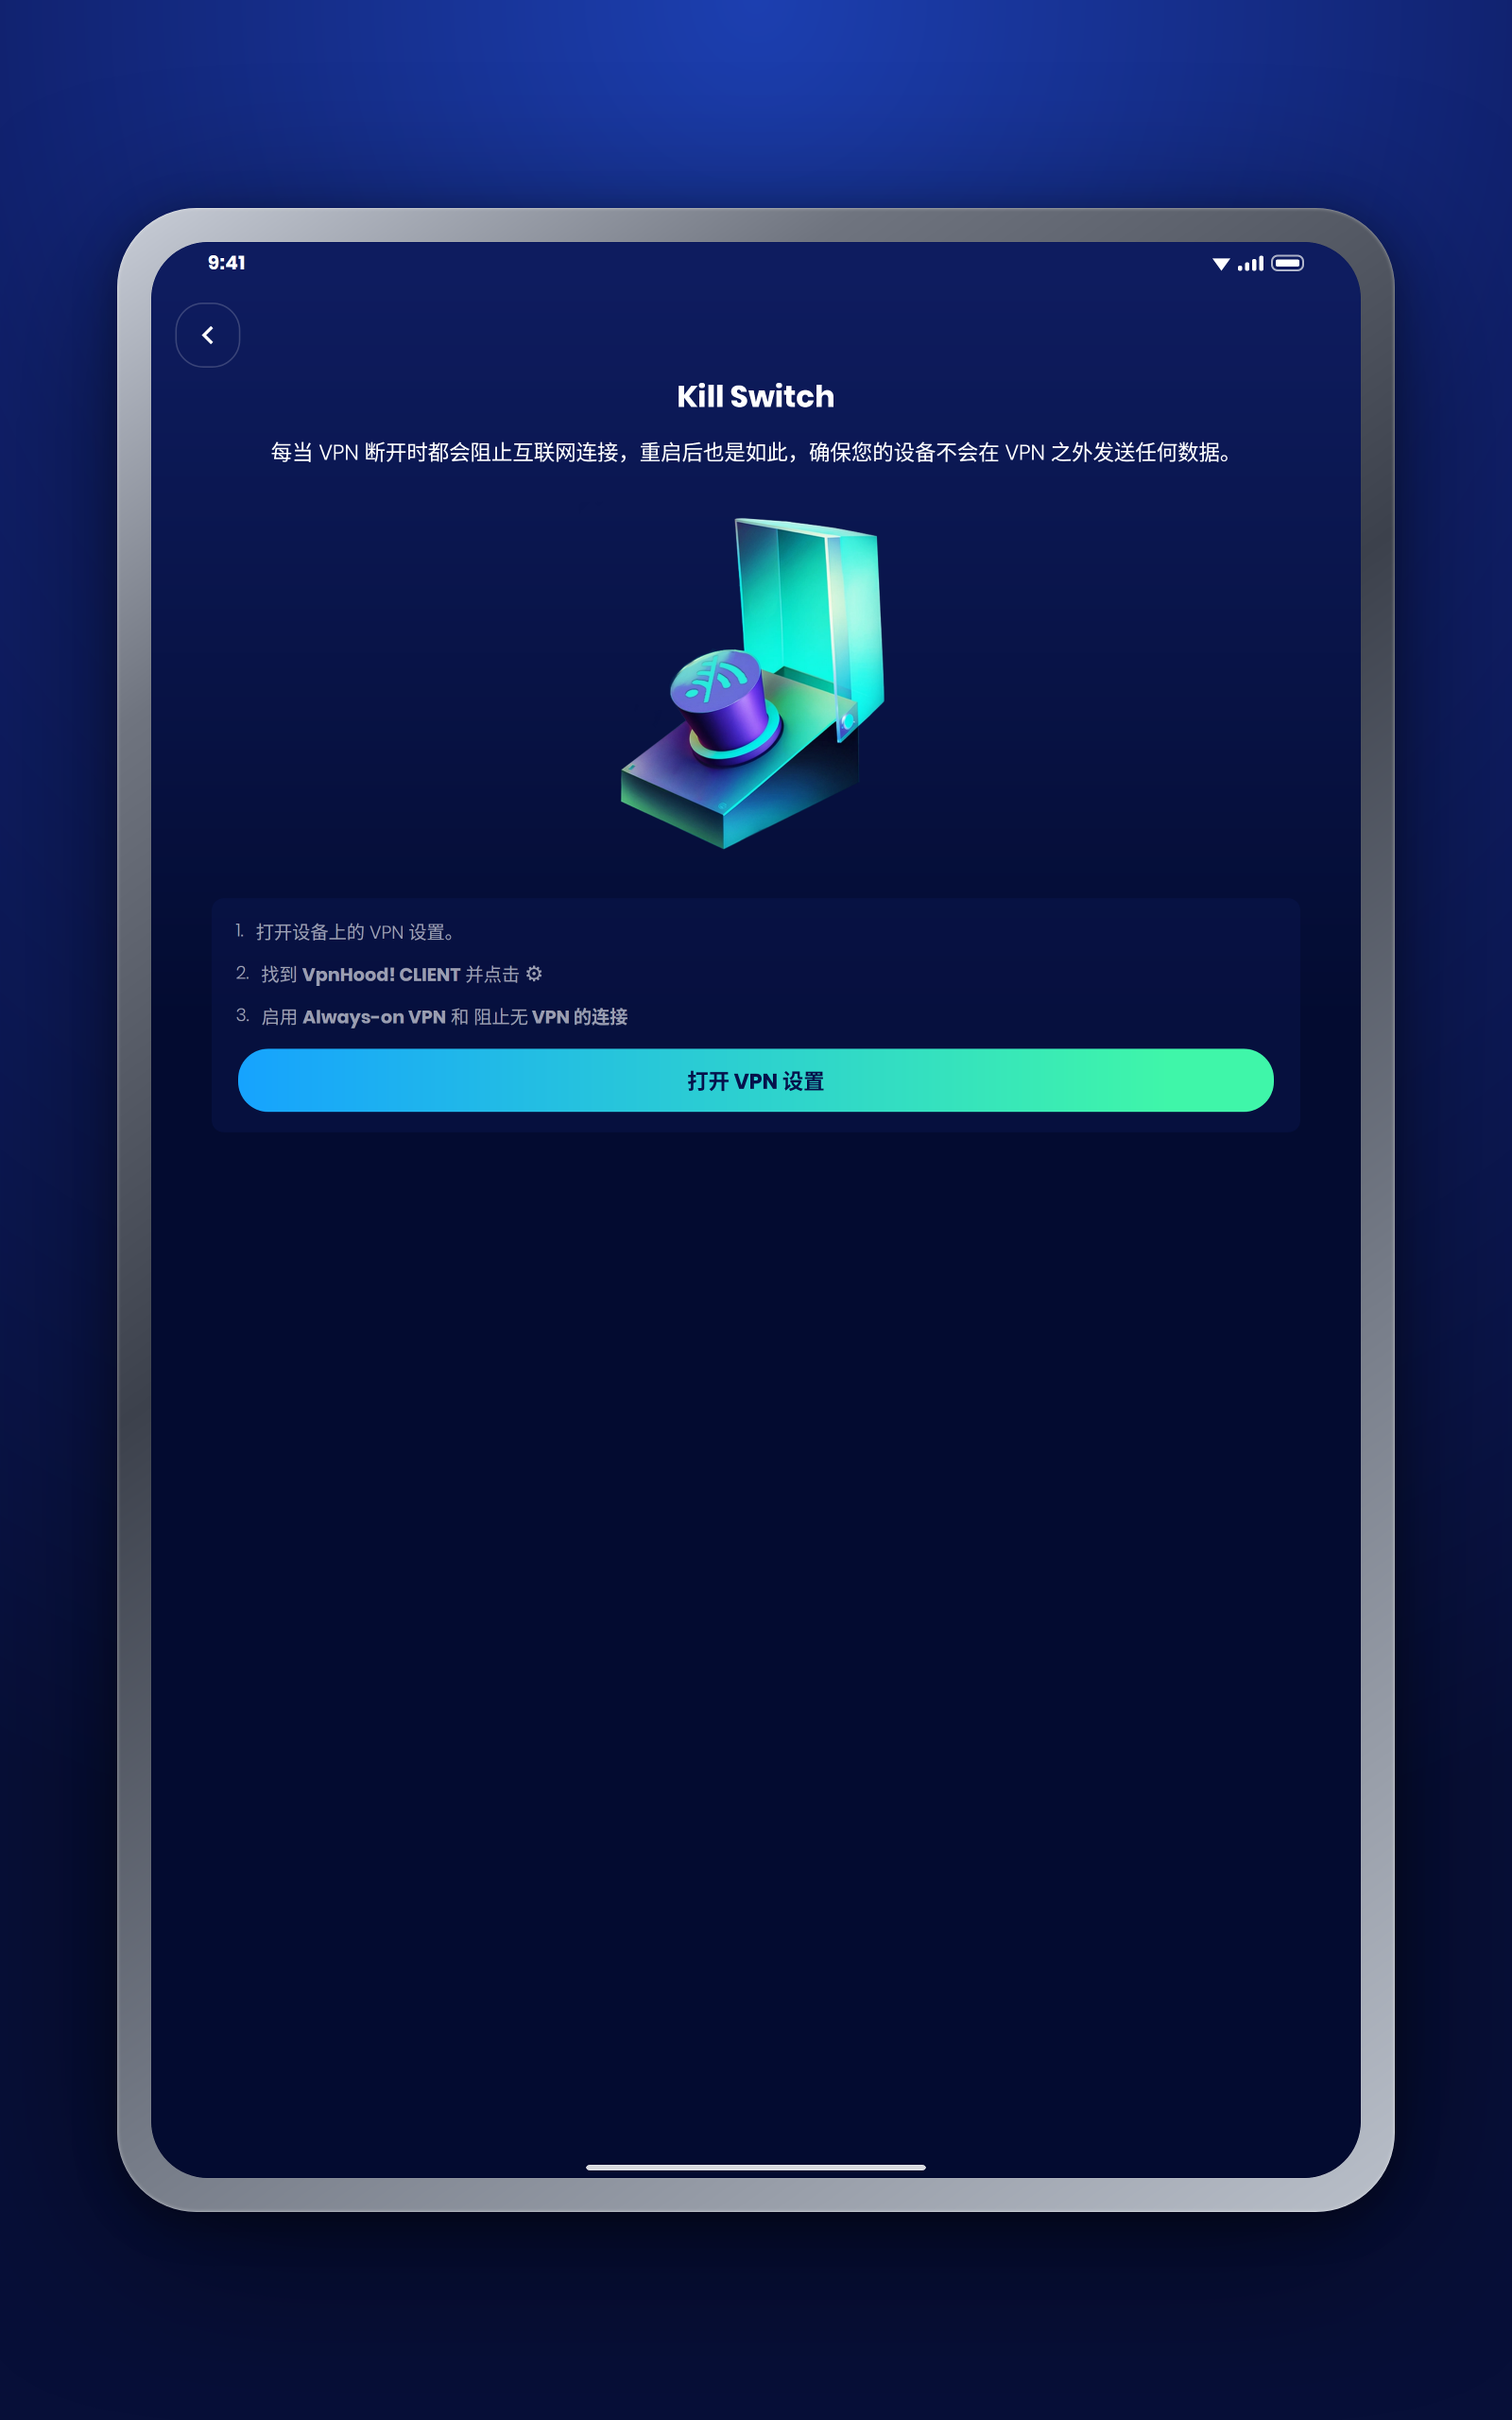 9:41
Kill Switch
每当 VPN 断开时都会阻止互联网连接，重启后也是如此，确保您的设备不会在 VPN 之外发送任何数据。
1. 打开设备上的 VPN 设置。
2. 找到 VpnHood! CLIENT 并点击 ⚙
3. 启用 Always-on VPN 和 阻止无 VPN 的连接
打开 VPN 设置